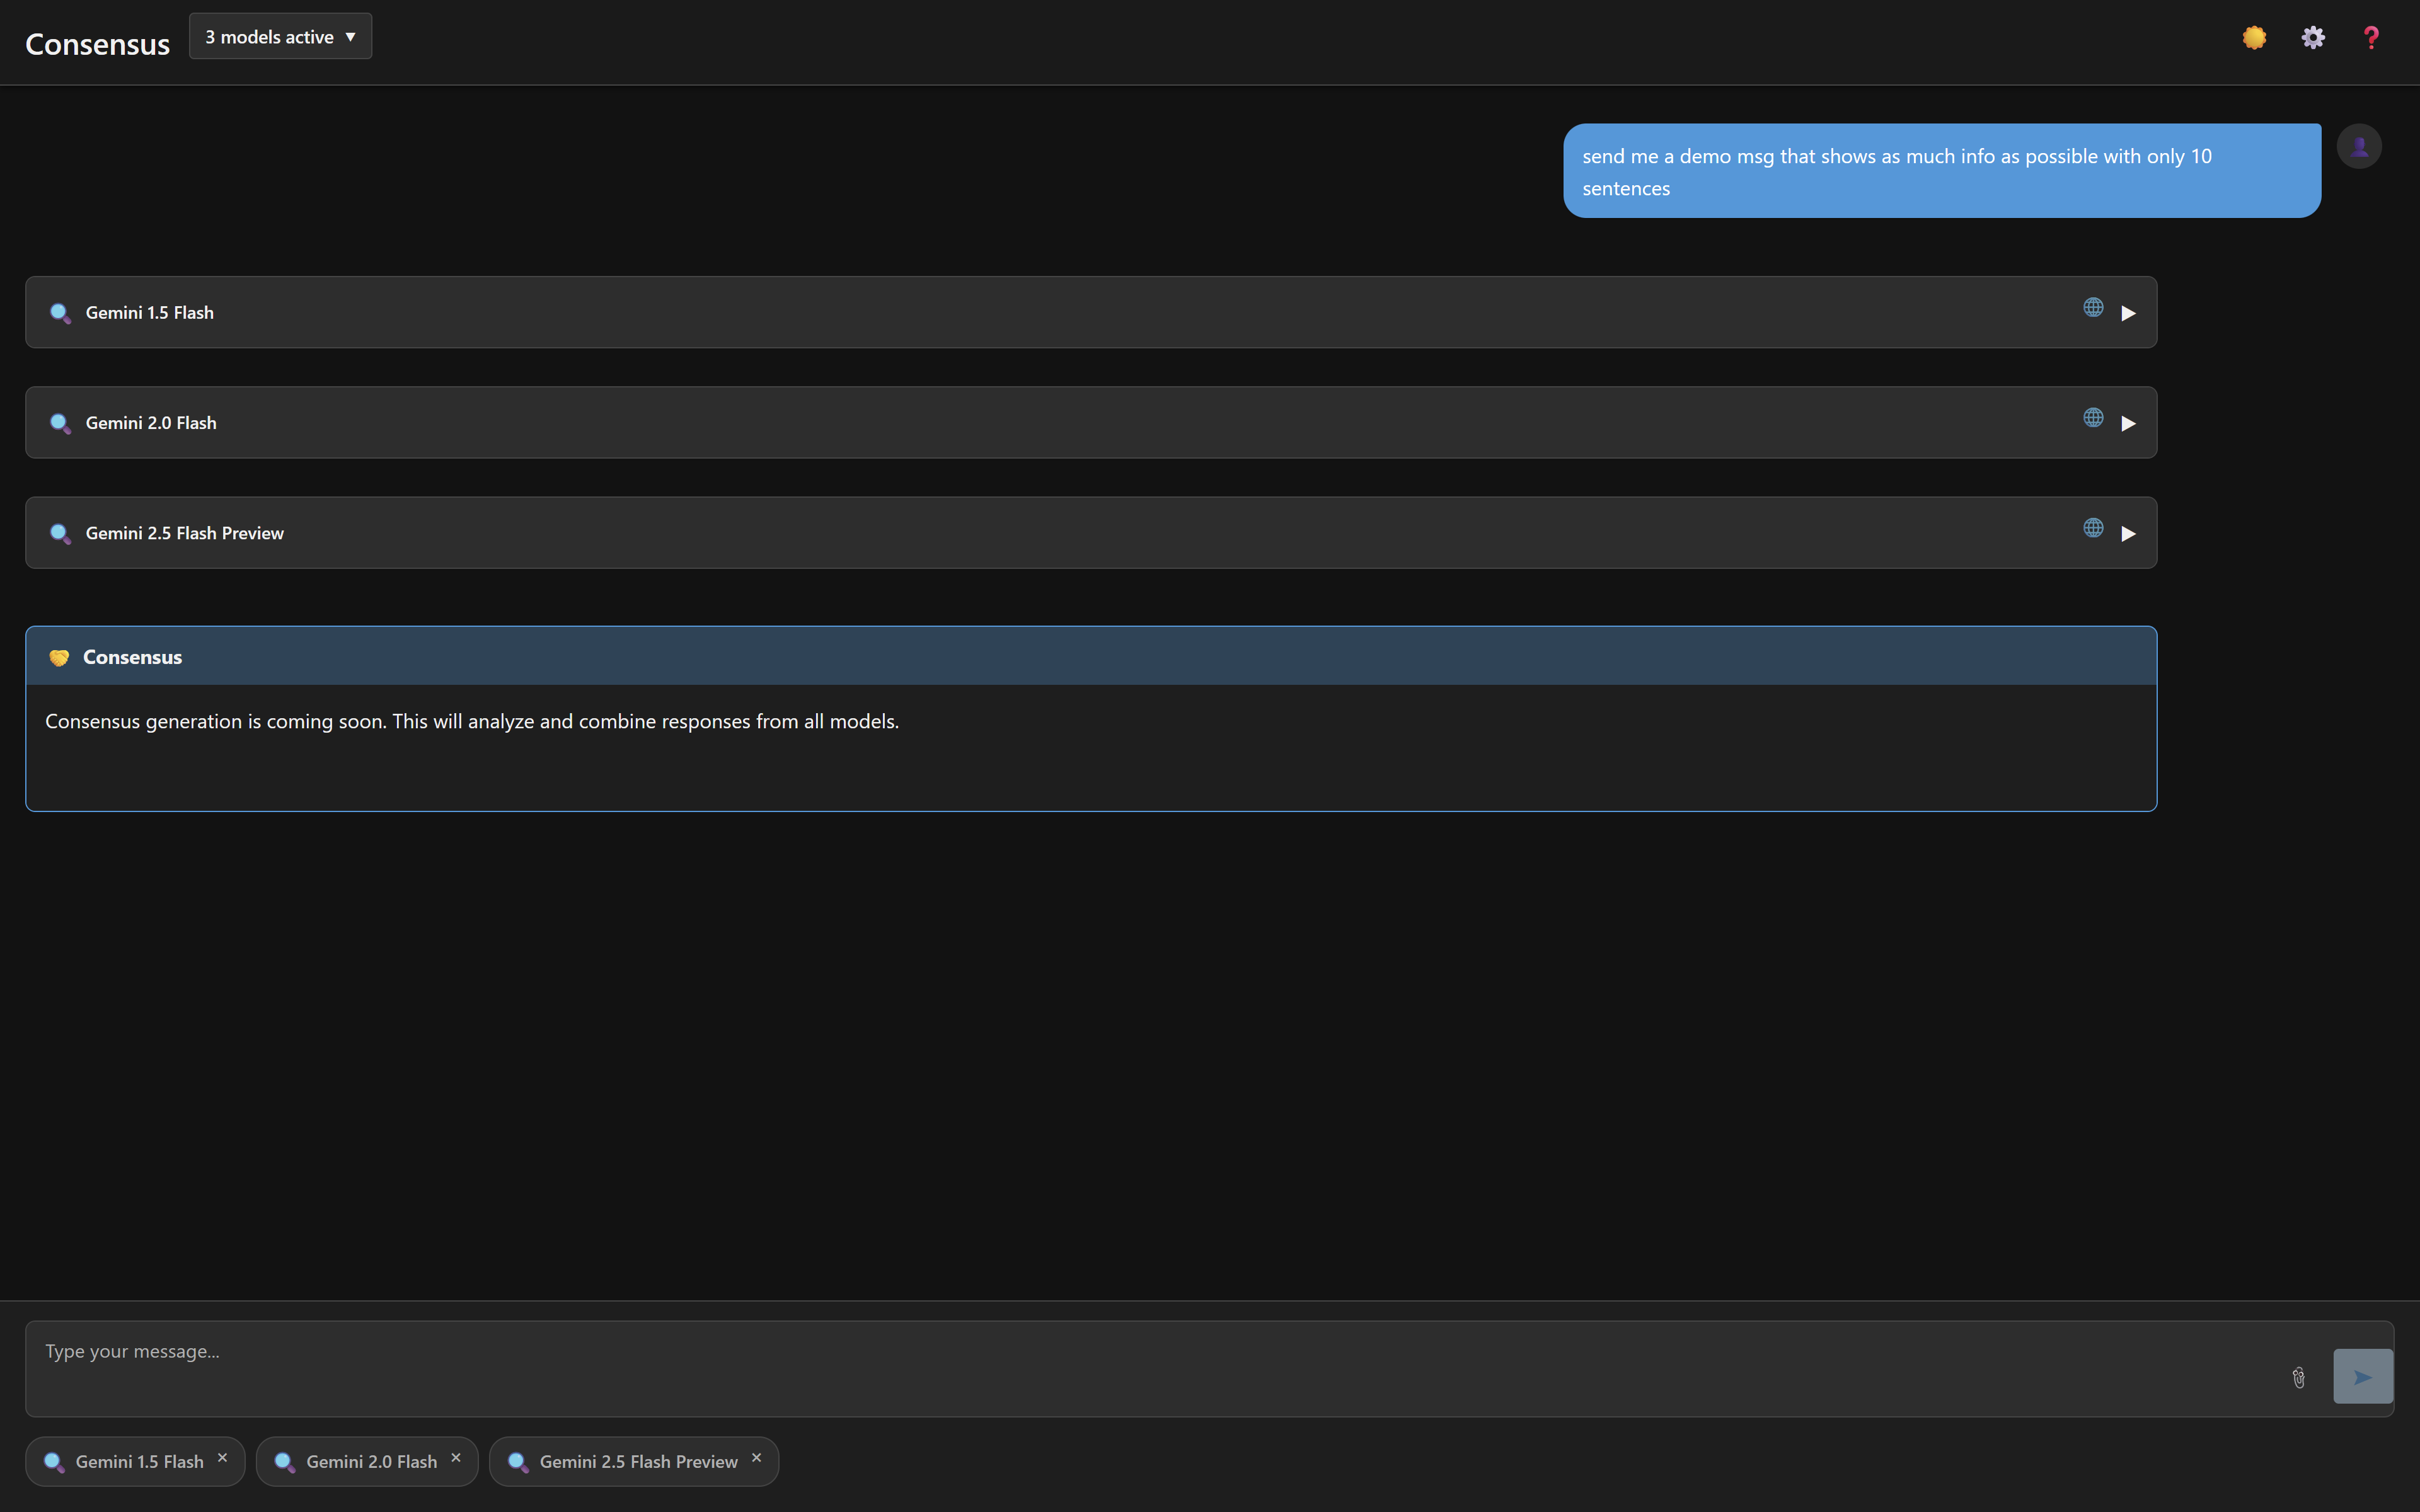 Consensus
3 models active
send me a demo msg that shows as much info as possible with only 10
sentences
Gemini 1.5 Flash
Gemini 2.0 Flash
Gemini 2.5 Flash Preview
Consensus
Consensus generation is coming soon. This will analyze and combine responses from all models.
Type your message...
Gemini 1.5 Flash ×
Gemini 2.0 Flash ×
Gemini 2.5 Flash Preview ×